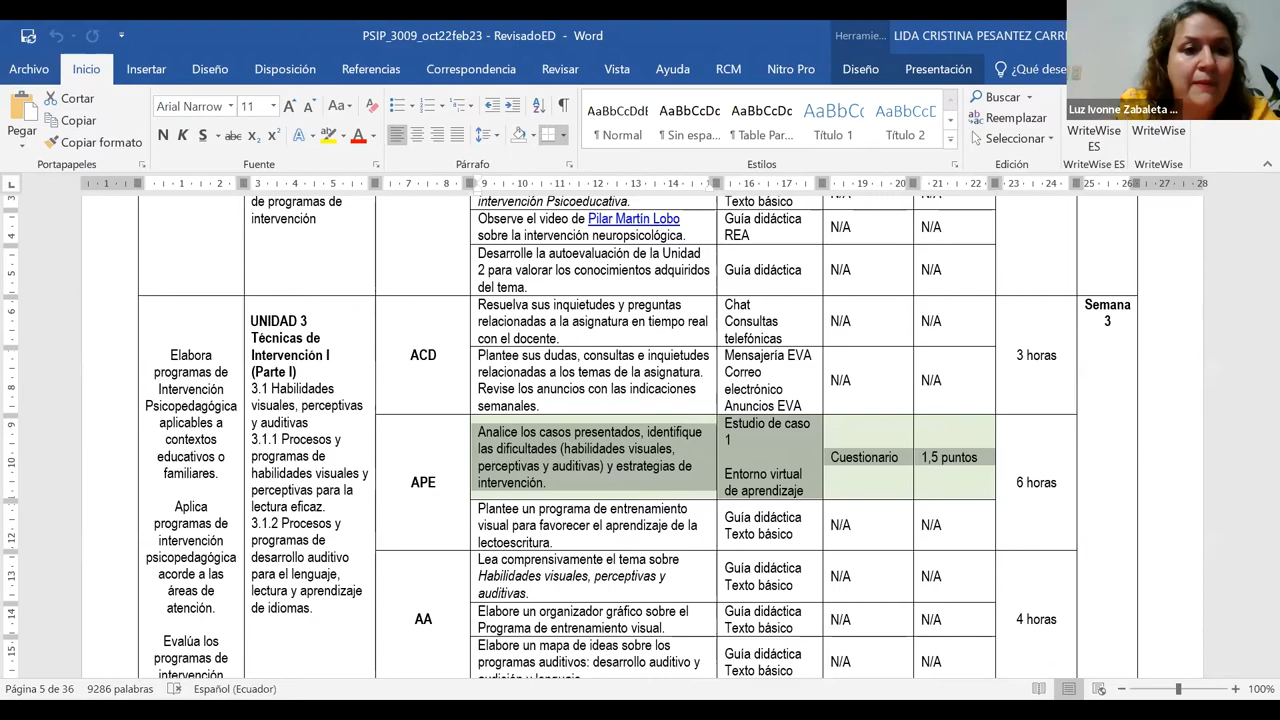 PSIP_3009_oct22feb23 - RevisadoED - Word
Herramie...
LIDA CRISTINA PESANTEZ CARR
Archivo
Inicio
Insertar
Diseño
Disposición
Referencias
Correspondencia
Revisar
Vista
Ayuda
RCM
Nitro Pro
Diseño
Presentación
¿Qué dese
Luz Ivonne Zabaleta ...
Pegar
Cortar
Copiar
Copiar formato
Portapapeles
Arial Narrow
11
Fuente
Párrafo
AaBbCcDdE
¶ Normal
AaBbCcDc
¶ Sin espa...
AaBbCcDc
¶ Table Par...
AaBbCc
Título 1
AaBbCcD
Título 2
Estilos
Buscar
Reemplazar
Seleccionar
Edición
WriteWise
ES
WriteWise ES
WriteWise
WriteWise
de programas de
intervención
intervención Psicoeducativa.
Texto básico
N/A
N/A
Observe el video de Pilar Martín Lobo
sobre la intervención neuropsicológica.
Guía didáctica
REA
N/A
N/A
Desarrolle la autoevaluación de la Unidad
2 para valorar los conocimientos adquiridos
del tema.
Guía didáctica
N/A
N/A
Elabora
programas de
Intervención
Psicopedagógica
aplicables a
contextos
educativos o
familiares.
Aplica
programas de
intervención
psicopedagógica
acorde a las
áreas de
atención.
Evalúa los
programas de
intervención
UNIDAD 3
Técnicas de
Intervención I
(Parte I)
3.1 Habilidades
visuales, perceptivas
y auditivas
3.1.1 Procesos y
programas de
habilidades visuales y
perceptivas para la
lectura eficaz.
3.1.2 Procesos y
programas de
desarrollo auditivo
para el lenguaje,
lectura y aprendizaje
de idiomas.
ACD
Resuelva sus inquietudes y preguntas
relacionadas a la asignatura en tiempo real
con el docente.
Chat
Consultas
telefónicas
N/A
N/A
Plantee sus dudas, consultas e inquietudes
relacionadas a los temas de la asignatura.
Revise los anuncios con las indicaciones
semanales.
Mensajería EVA
Correo
electrónico
Anuncios EVA
N/A
N/A
3 horas
Semana
3
APE
Analice los casos presentados, identifique
las dificultades (habilidades visuales,
perceptivas y auditivas) y estrategias de
intervención.
Estudio de caso
1
Entorno virtual
de aprendizaje
Cuestionario
1,5 puntos
Plantee un programa de entrenamiento
visual para favorecer el aprendizaje de la
lectoescritura.
Guía didáctica
Texto básico
N/A
N/A
6 horas
AA
Lea comprensivamente el tema sobre
Habilidades visuales, perceptivas y
auditivas.
Guía didáctica
Texto básico
N/A
N/A
Elabore un organizador gráfico sobre el
Programa de entrenamiento visual.
Guía didáctica
Texto básico
N/A
N/A
Elabore un mapa de ideas sobre los
programas auditivos: desarrollo auditivo y
audición y lenguaje.
Guía didáctica
Texto básico
N/A
N/A
4 horas
Página 5 de 36
9286 palabras
Español (Ecuador)
100%